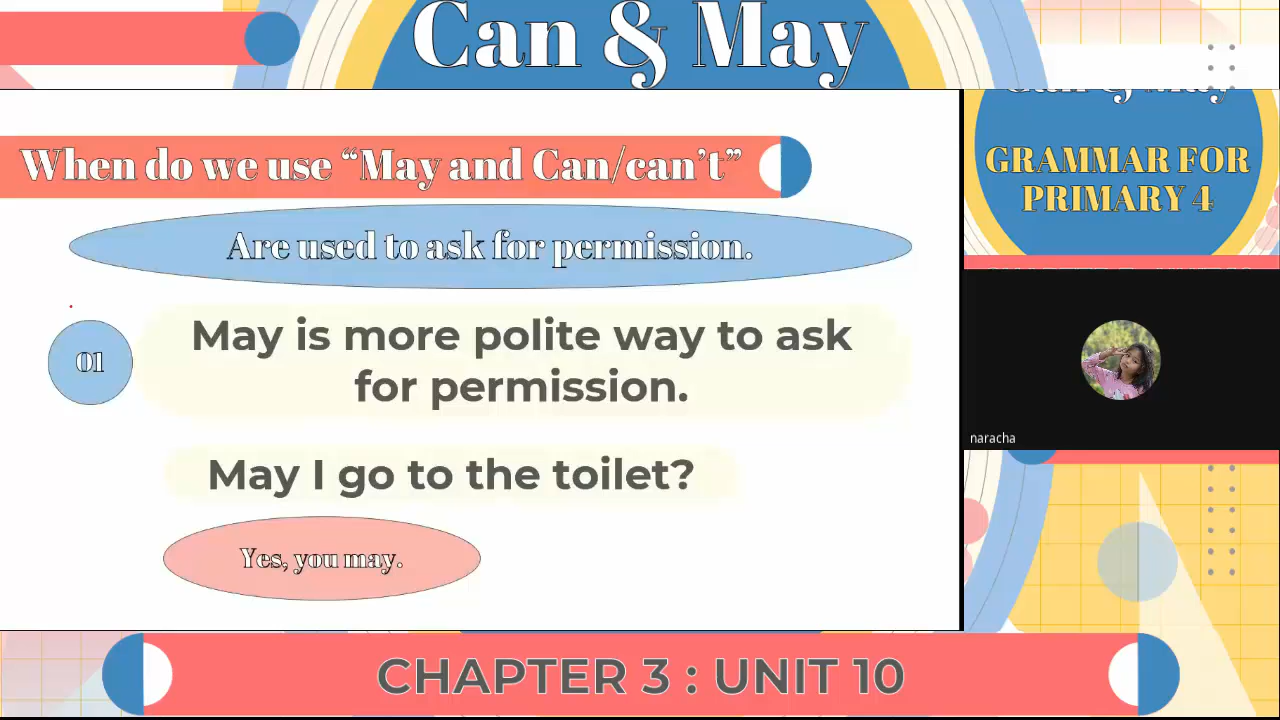 Can & May
When do we use “May and Can/can’t”
Are used to ask for permission.
01
May is more polite way to ask
for permission.
May I go to the toilet?
Yes, you may.
GRAMMAR FOR
PRIMARY 4
naracha
CHAPTER 3 : UNIT 10